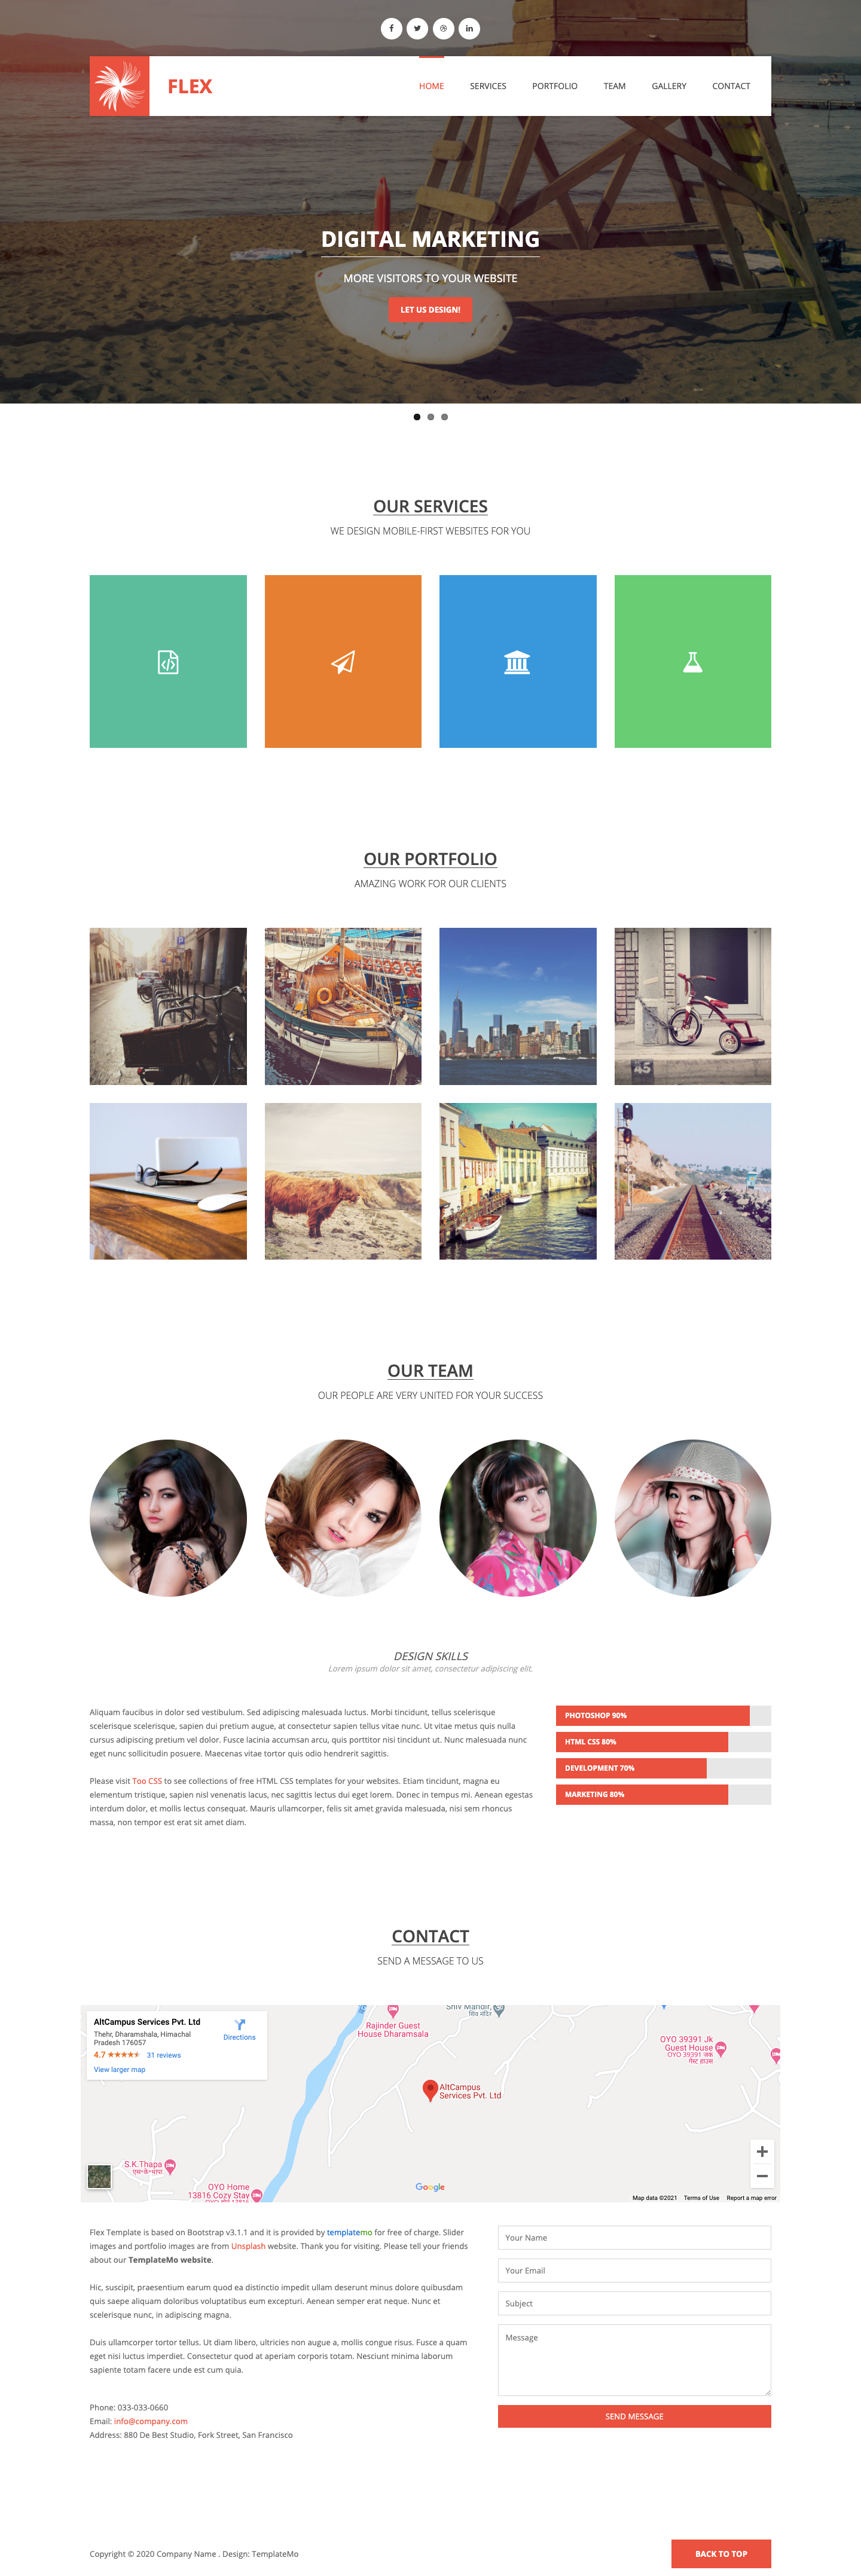 FLEX
HOME SERVICES PORTFOLIO TEAM GALLERY CONTACT
DIGITAL MARKETING
MORE VISITORS TO YOUR WEBSITE
LET US DESIGN!
OUR SERVICES
WE DESIGN MOBILE-FIRST WEBSITES FOR YOU
OUR PORTFOLIO
AMAZING WORK FOR OUR CLIENTS
45
OUR TEAM
OUR PEOPLE ARE VERY UNITED FOR YOUR SUCCESS
DESIGN SKILLS
Lorem ipsum dolor sit amet, consectetur adipiscing elit.
Aliquam faucibus in dolor sed vestibulum. Sed adipiscing malesuada luctus. Morbi tincidunt, tellus scelerisque
scelerisque scelerisque, sapien dui pretium augue, at consectetur sapien tellus vitae nunc. Ut vitae metus quis nulla
cursus adipiscing pretium vel dolor. Fusce lacinia accumsan arcu, quis porttitor nisi tincidunt ut. Nunc malesuada nunc
eget nunc sollicitudin posuere. Maecenas vitae tortor quis odio hendrerit sagittis.
Please visit Too CSS to see collections of free HTML CSS templates for your websites. Etiam tincidunt, magna eu
elementum tristique, sapien nisl venenatis lacus, nec sagittis lectus dui eget lorem. Donec in tempus mi. Aenean egestas
interdum dolor, et mollis lectus consequat. Mauris ullamcorper, felis sit amet gravida malesuada, nisi sem rhoncus
massa, non tempor est erat sit amet diam.
PHOTOSHOP 90%
HTML CSS 80%
DEVELOPMENT 70%
MARKETING 80%
CONTACT
SEND A MESSAGE TO US
AltCampus Services Pvt. Ltd
Thehr, Dharamshala, Himachal
Pradesh 176057
4.7 31 reviews
View larger map
Directions
Rajinder Guest
House Dharamsala
Shiv Mandir,
शिव मंदिर
OYO 39391 Jk
Guest House
OYO 39391 जक
गेस्ट हाउस
AltCampus
Services Pvt. Ltd
S.K.Thapa
एस॰के॰थापा
OYO Home
13816 Cozy Stay
Google
Map data ©2021 Terms of Use Report a map error
Flex Template is based on Bootstrap v3.1.1 and it is provided by templatemo for free of charge. Slider
images and portfolio images are from Unsplash website. Thank you for visiting. Please tell your friends
about our TemplateMo website.
Hic, suscipit, praesentium earum quod ea distinctio impedit ullam deserunt minus dolore quibusdam
quis saepe aliquam doloribus voluptatibus eum excepturi. Aenean semper erat neque. Nunc et
scelerisque nunc, in adipiscing magna.
Duis ullamcorper tortor tellus. Ut diam libero, ultricies non augue a, mollis congue risus. Fusce a quam
eget nisi luctus imperdiet. Consectetur quod at aperiam corporis totam. Nesciunt minima laborum
sapiente totam facere unde est cum quia.
Phone: 033-033-0660
Email: info@company.com
Address: 880 De Best Studio, Fork Street, San Francisco
Your Name
Your Email
Subject
Message
SEND MESSAGE
Copyright © 2020 Company Name . Design: TemplateMo
BACK TO TOP